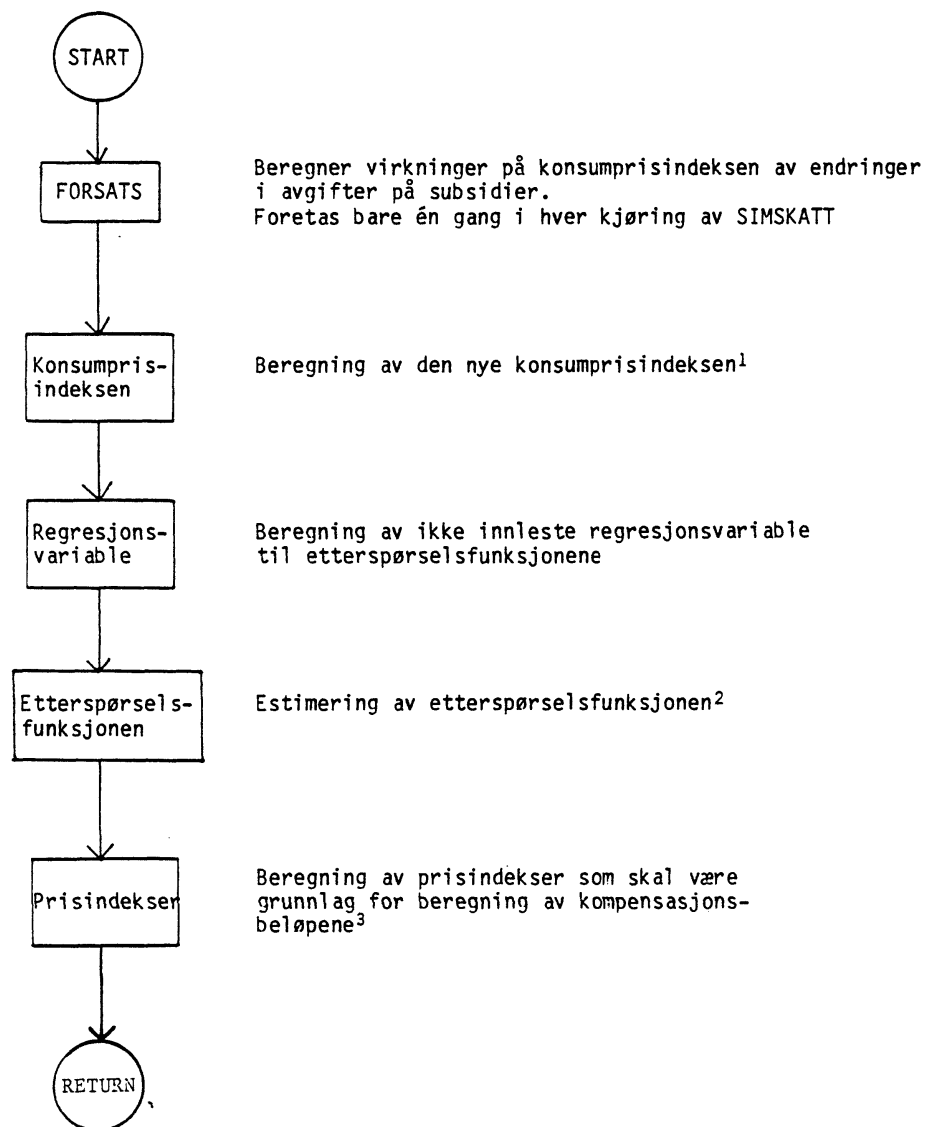 START
FORSATS
Beregner virkninger på konsumprisindeksen av endringer
i avgifter på subsidier.
Foretas bare én gang i hver kjøring av SIMSKATT
Konsumpris-
indeksen
Beregning av den nye konsumprisindeksen¹
Regresjons-
variable
Beregning av ikke innleste regresjonsvariable
til etterspørselsfunksjonene
Etterspørsels-
funksjonen
Estimering av etterspørselsfunksjonen²
Prisindekser
Beregning av prisindekser som skal være
grunnlag for beregning av kompensasjons-
beløpene³
RETURN